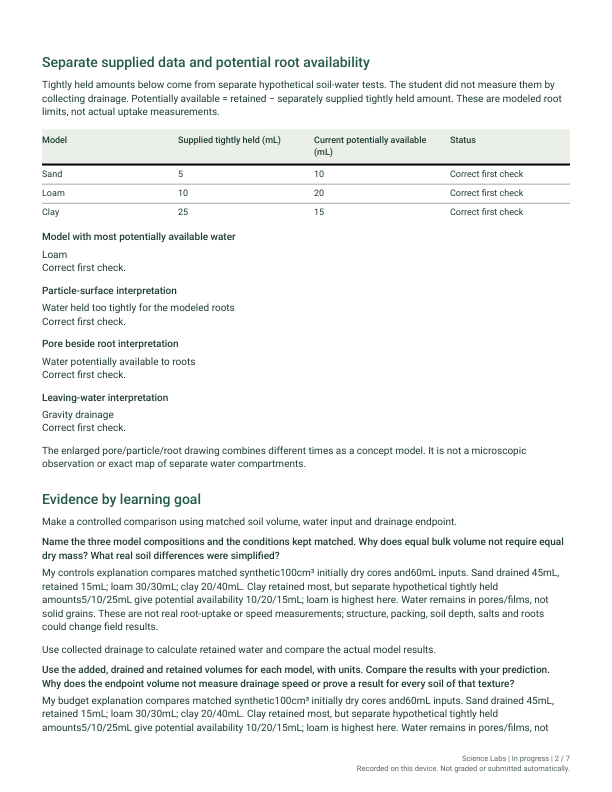 Separate supplied data and potential root availability
Tightly held amounts below come from separate hypothetical soil-water tests. The student did not measure them by
collecting drainage. Potentially available = retained − separately supplied tightly held amount. These are modeled root
limits, not actual uptake measurements.
Model Supplied tightly held (mL) Current potentially available (mL) Status
Sand 5 10 Correct first check
Loam 10 20 Correct first check
Clay 25 15 Correct first check
Model with most potentially available water
Loam
Correct first check.
Particle-surface interpretation
Water held too tightly for the modeled roots
Correct first check.
Pore beside root interpretation
Water potentially available to roots
Correct first check.
Leaving-water interpretation
Gravity drainage
Correct first check.
The enlarged pore/particle/root drawing combines different times as a concept model. It is not a microscopic
observation or exact map of separate water compartments.
Evidence by learning goal
Make a controlled comparison using matched soil volume, water input and drainage endpoint.
Name the three model compositions and the conditions kept matched. Why does equal bulk volume not require equal
dry mass? What real soil differences were simplified?
My controls explanation compares matched synthetic100cm³ initially dry cores and60mL inputs. Sand drained 45mL,
retained 15mL; loam 30/30mL; clay 20/40mL. Clay retained most, but separate hypothetical tightly held
amounts5/10/25mL give potential availability 10/20/15mL; loam is highest here. Water remains in pores/films, not
solid grains. These are not real root-uptake or speed measurements; structure, packing, soil depth, salts and roots
could change field results.
Use collected drainage to calculate retained water and compare the actual model results.
Use the added, drained and retained volumes for each model, with units. Compare the results with your prediction.
Why does the endpoint volume not measure drainage speed or prove a result for every soil of that texture?
My budget explanation compares matched synthetic100cm³ initially dry cores and60mL inputs. Sand drained 45mL,
retained 15mL; loam 30/30mL; clay 20/40mL. Clay retained most, but separate hypothetical tightly held
amounts5/10/25mL give potential availability 10/20/15mL; loam is highest here. Water remains in pores/films, not
Science Labs | In progress | 2 / 7
Recorded on this device. Not graded or submitted automatically.